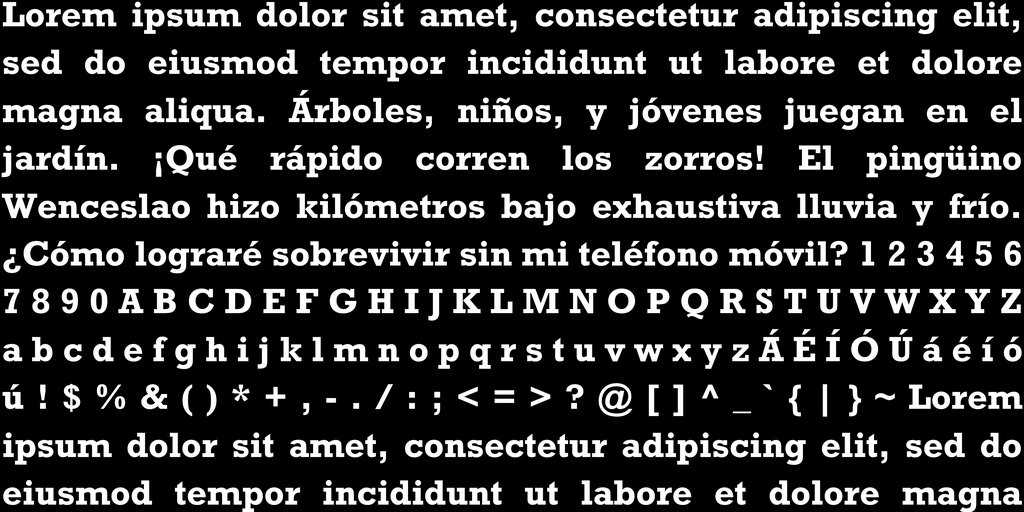 Lorem ipsum dolor sit amet, consectetur adipiscing elit,
sed do eiusmod tempor incididunt ut labore et dolore
magna aliqua. Árboles, niños, y jóvenes juegan en el
jardín. ¡Qué rápido corren los zorros! El pingüino
Wenceslao hizo kilómetros bajo exhaustiva lluvia y frío.
¿Cómo lograré sobrevivir sin mi teléfono móvil? 1 2 3 4 5 6
7 8 9 0 A B C D E F G H I J K L M N O P Q R S T U V W X Y Z
a b c d e f g h i j k l m n o p q r s t u v w x y z Á É Í Ó Ú á é í ó
ú ! $ % & ( ) * + , - . / : ; < = > ? @ [ ] ^ _ ` { | } ~ Lorem
ipsum dolor sit amet, consectetur adipiscing elit, sed do
eiusmod tempor incididunt ut labore et dolore magna